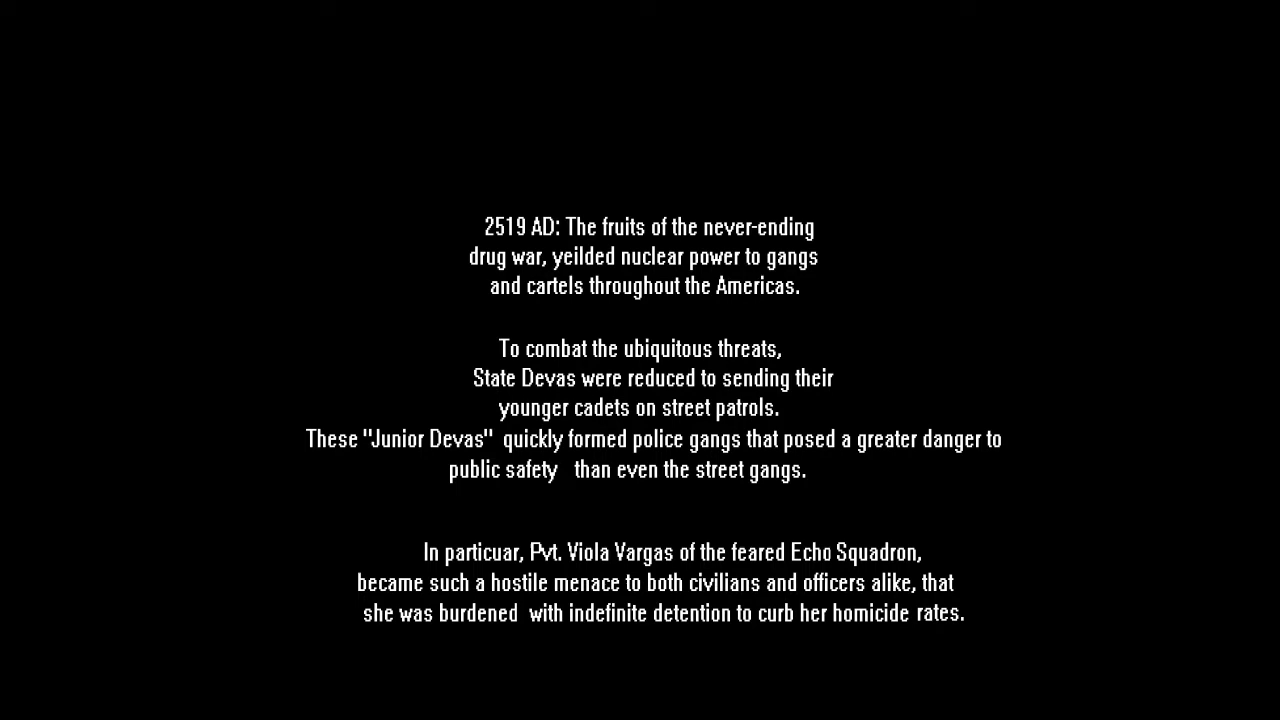 2519 AD: The fruits of the never-ending
drug war, yeilded nuclear power to gangs
and cartels throughout the Americas.
To combat the ubiquitous threats,
State Devas were reduced to sending their
younger cadets on street patrols.
These "Junior Devas" quickly formed police gangs that posed a greater danger to
public safety than even the street gangs.
In particuar, Pvt. Viola Vargas of the feared Echo Squadron,
became such a hostile menace to both civilians and officers alike, that
she was burdened with indefinite detention to curb her homicide rates.